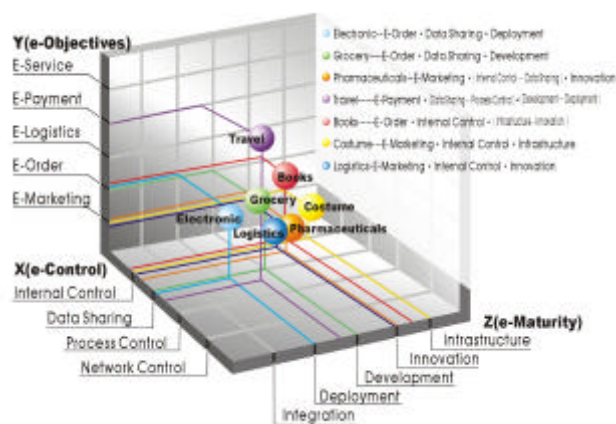 Y(e-Objectives)
E-Service
E-Payment
E-Logistics
E-Order
E-Marketing
X(e-Control)
Internal Control
Data Sharing
Process Control
Network Control
Z(e-Maturity)
Infrastructure
Innovation
Development
Deployment
Integration
Travel
Books
Grocery
Costume
Electronic
Logistics
Pharmaceuticals
Electronic-E-Order・Data Sharing・Deployment
Grocery--E-Order・Data Sharing・Development
Pharmaceuticals--E-Marketing・Internal Control・Data Sharing・Innovation
Travel--E-Payment・Data Sharing・Process Control・Development・Deployment
Books---E-Order・Internal Control・Infrastructure・Innovation
Costume--E-Marketing・Internal Control・Infrastructure
Logistics-E-Marketing・Internal Control・Innovation